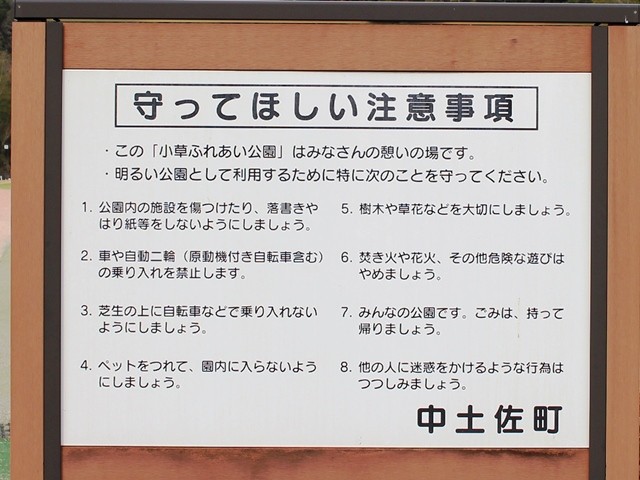 守ってほしい注意事項
・この「小草ふれあい公園」はみなさんの憩いの場です。
・明るい公園として利用するために特に次のことを守ってください。
1. 公園内の施設を傷つけたり、落書きや
はり紙等をしないようにしましょう。
2. 車や自動二輪（原動機付き自転車含む）
の乗り入れを禁止します。
3. 芝生の上に自転車などで乗り入れない
ようにしましょう。
4. ペットをつれて、園内に入らないよう
にしましょう。
5. 樹木や草花などを大切にしましょう。
6. 焚き火や花火、その他危険な遊びは
やめましょう。
7. みんなの公園です。ごみは、持って
帰りましょう。
8. 他の人に迷惑をかけるような行為は
つつしみましょう。
中土佐町